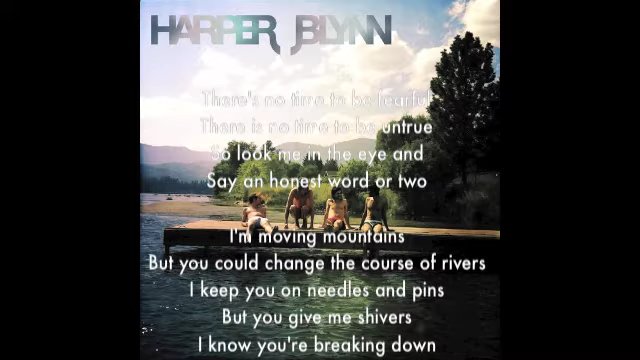 HARPER BLYNN
There's no time to be fearful
There is no time to be untrue
So look me in the eye and
Say an honest word or two
I'm moving mountains
But you could change the course of rivers
I keep you on needles and pins
But you give me shivers
I know you're breaking down